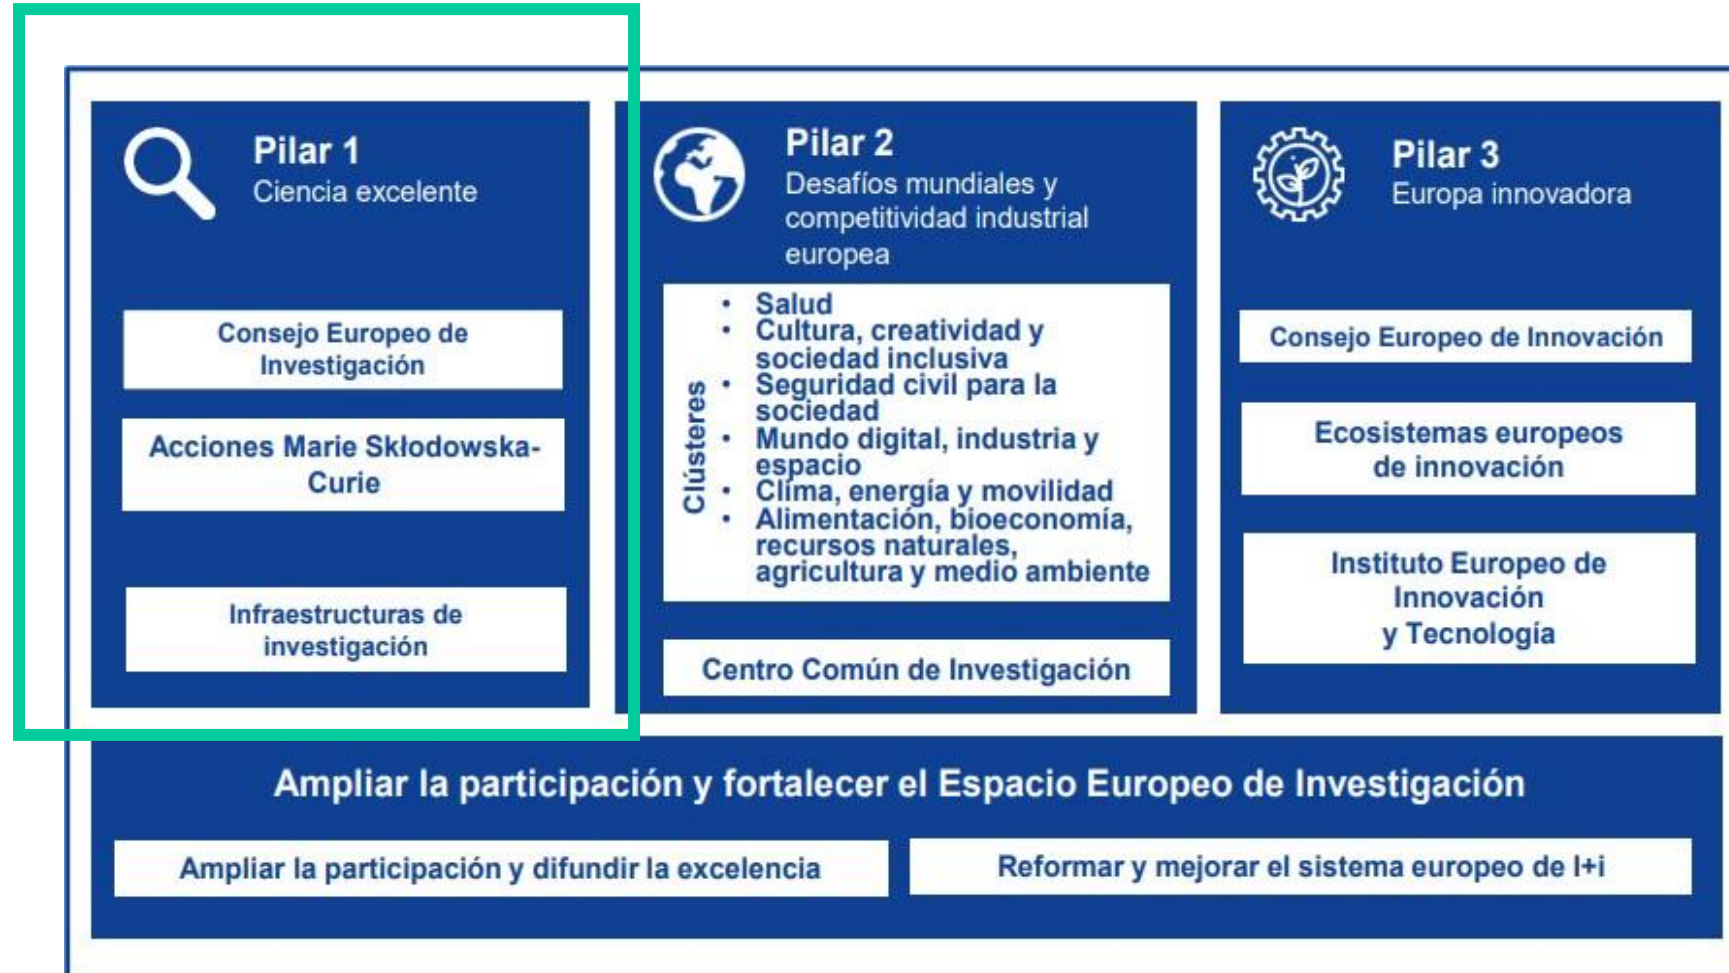 Pilar 1
Ciencia excelente
Consejo Europeo de
Investigación
Acciones Marie Skłodowska-
Curie
Infraestructuras de
investigación
Pilar 2
Desafíos mundiales y
competitividad industrial
europea
Clústeres
• Salud
• Cultura, creatividad y
sociedad inclusiva
• Seguridad civil para la
sociedad
• Mundo digital, industria y
espacio
• Clima, energía y movilidad
• Alimentación, bioeconomía,
recursos naturales,
agricultura y medio ambiente
Centro Común de Investigación
Pilar 3
Europa innovadora
Consejo Europeo de Innovación
Ecosistemas europeos
de innovación
Instituto Europeo de
Innovación
y Tecnología
Ampliar la participación y fortalecer el Espacio Europeo de Investigación
Ampliar la participación y difundir la excelencia
Reformar y mejorar el sistema europeo de I+i